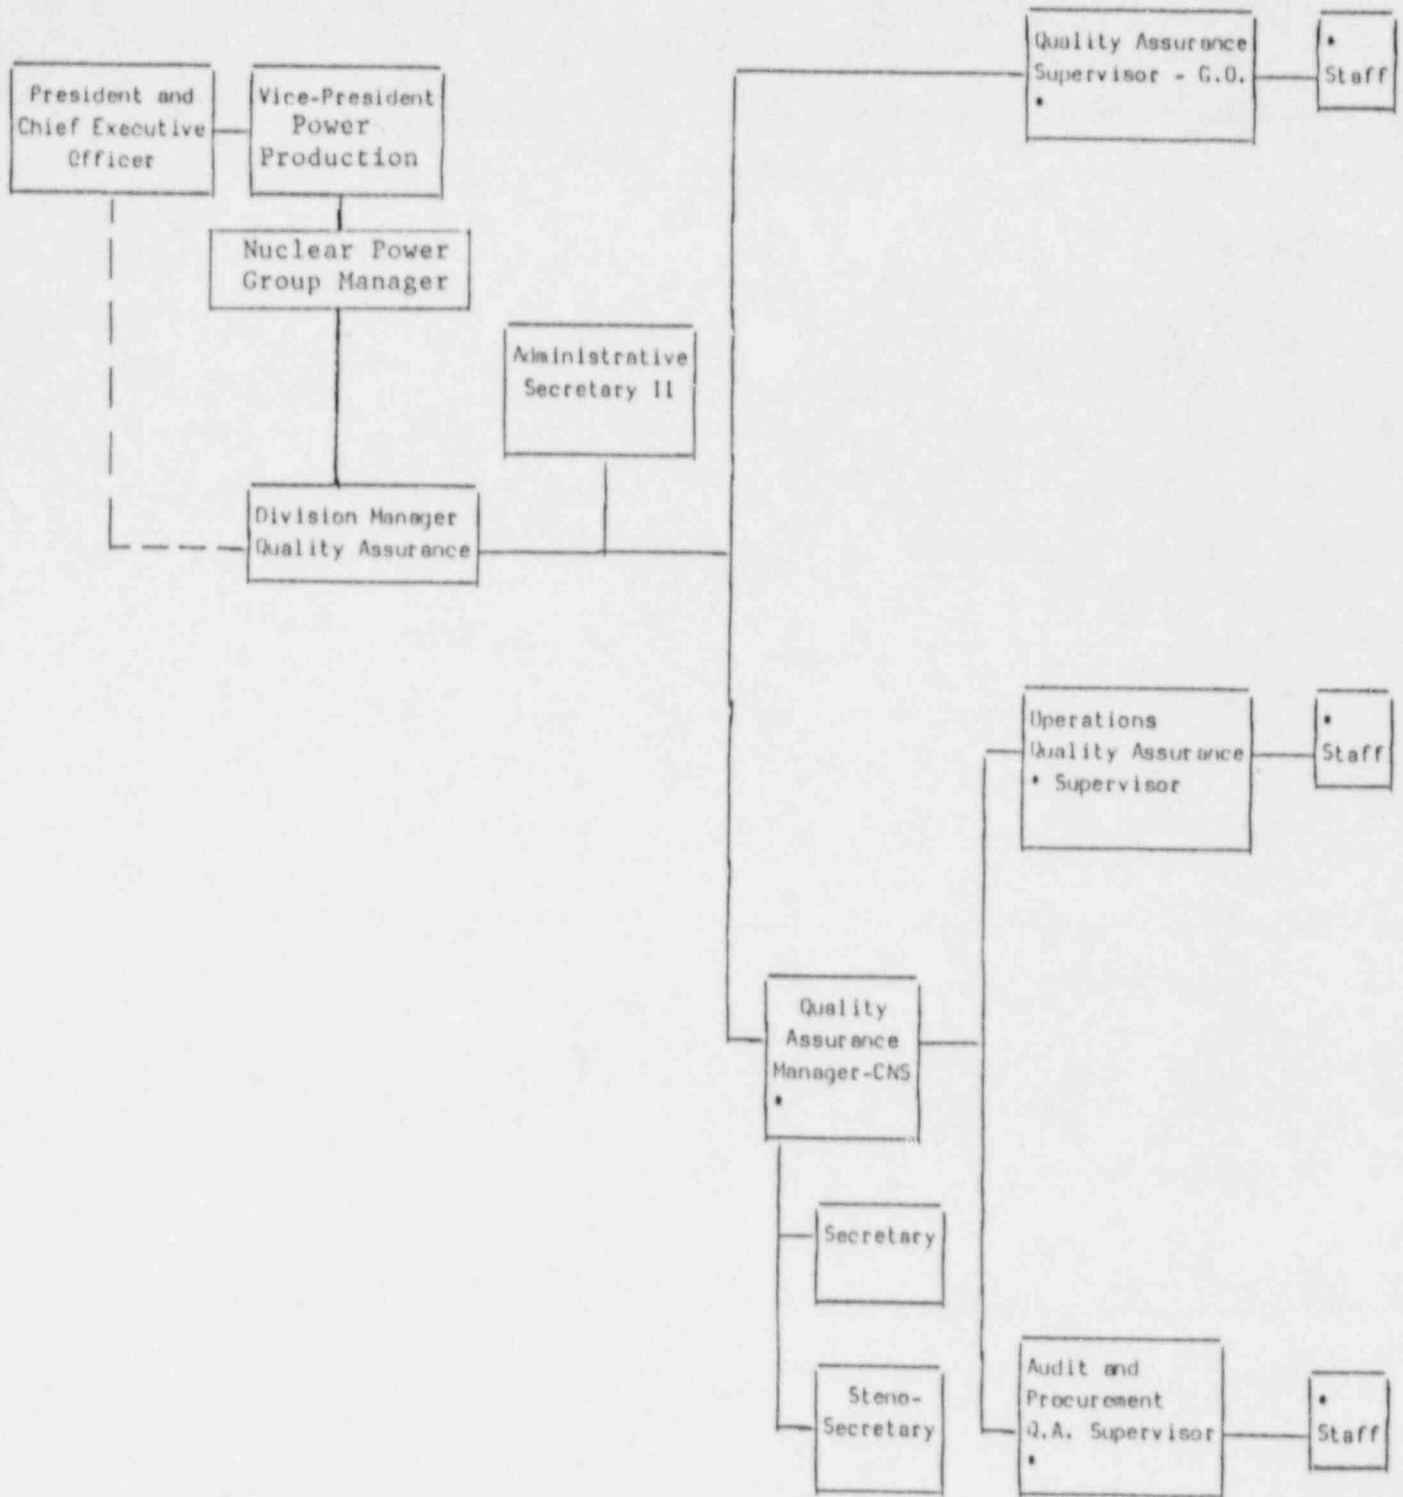 President and
Chief Executive
Officer
Vice-President
Power
Production
Nuclear Power
Group Manager
Administrative
Secretary II
Division Manager
Quality Assurance
Quality Assurance
Supervisor - G.O.
*
*
Staff
Operations
Quality Assurance
* Supervisor
*
Staff
Quality
Assurance
Manager-CNS
*
Secretary
Steno-
Secretary
Audit and
Procurement
Q.A. Supervisor
*
*
Staff